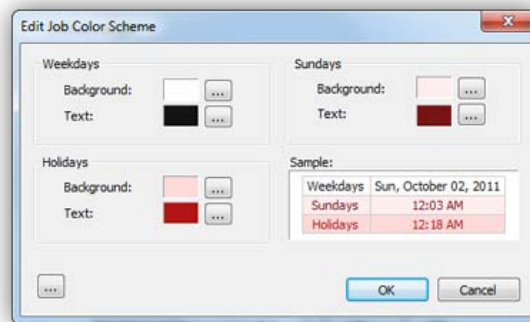 Edit Job Color Scheme
Weekdays
Background:
...
Text:
...
Sundays
Background:
...
Text:
...
Holidays
Background:
...
Text:
...
Sample:
Weekdays Sun, October 02, 2011
Sundays 12:03 AM
Holidays 12:18 AM
...
OK Cancel